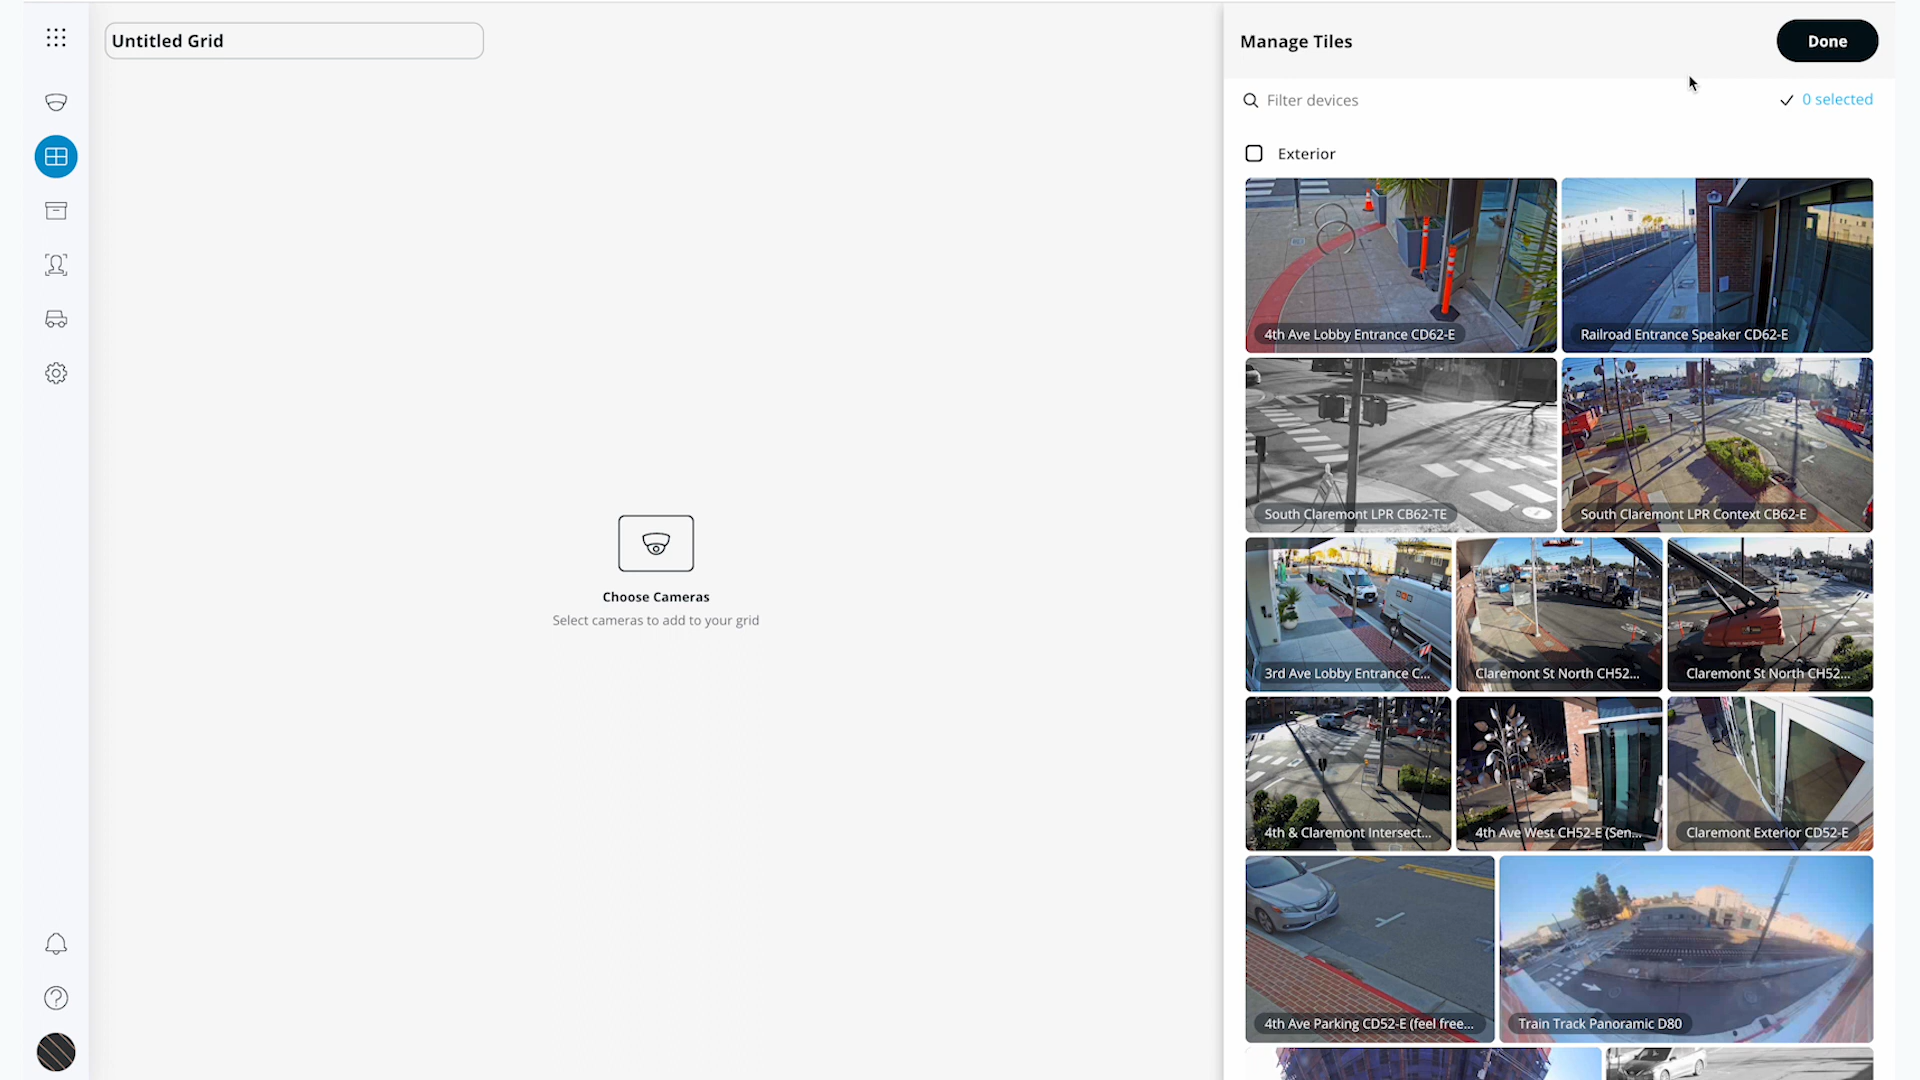 Untitled Grid
Manage Tiles
Done
Filter devices
0 selected
Exterior
4th Ave Lobby Entrance CD62-E
Railroad Entrance Speaker CD62-E
South Claremont LPR CB62-TE
South Claremont LPR Context CB62-E
Choose Cameras
Select cameras to add to your grid
3rd Ave Lobby Entrance C...
Claremont St North CH52...
Claremont St North CH52...
4th & Claremont Intersect...
4th Ave West CH52-E (Sen...
Claremont Exterior CD52-E
4th Ave Parking CD52-E (feel free...
Train Track Panoramic D80